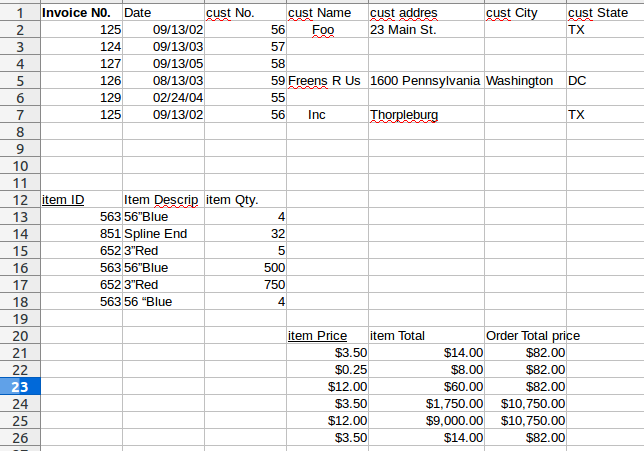 1 Invoice N0. Date cust No. cust Name cust addres cust City cust State
2 125 09/13/02 56 Foo 23 Main St. TX
3 124 09/13/03 57
4 127 09/13/05 58
5 126 08/13/03 59 Freens R Us 1600 Pennsylvania Washington DC
6 129 02/24/04 55
7 125 09/13/02 56 Inc Thorpleburg TX
8
9
10
11
12 item ID Item Descrip item Qty.
13 563 56"Blue 4
14 851 Spline End 32
15 652 3"Red 5
16 563 56"Blue 500
17 652 3"Red 750
18 563 56 “Blue 4
19
20 item Price item Total Order Total price
21 $3.50 $14.00 $82.00
22 $0.25 $8.00 $82.00
23 $12.00 $60.00 $82.00
24 $3.50 $1,750.00 $10,750.00
25 $12.00 $9,000.00 $10,750.00
26 $3.50 $14.00 $82.00